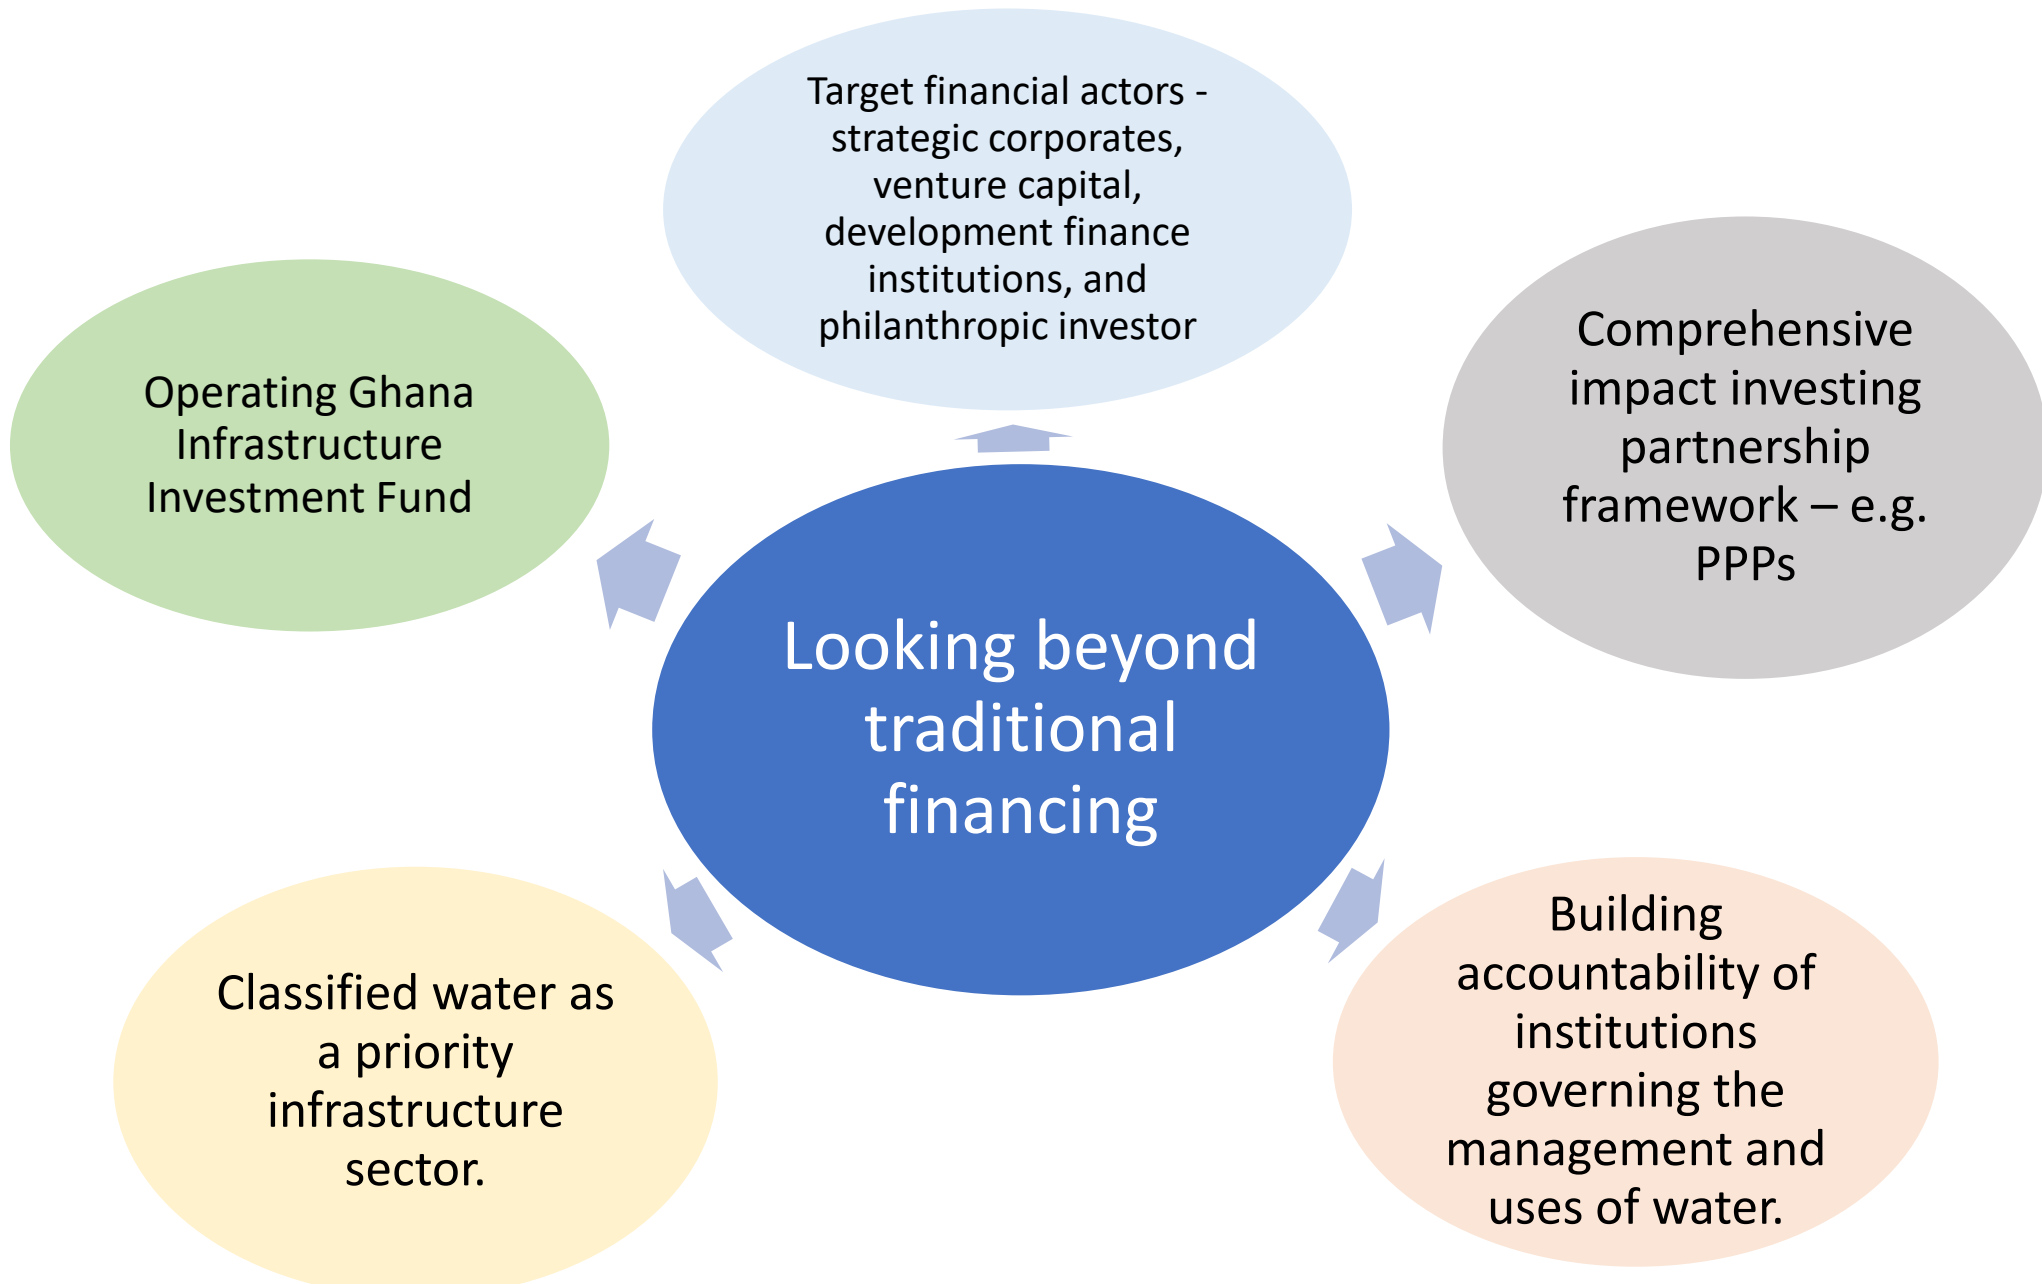 Target financial actors -
strategic corporates,
venture capital,
development finance
institutions, and
philanthropic investor
Operating Ghana
Infrastructure
Investment Fund
Comprehensive
impact investing
partnership
framework – e.g.
PPPs
Looking beyond
traditional
financing
Classified water as
a priority
infrastructure
sector.
Building
accountability of
institutions
governing the
management and
uses of water.